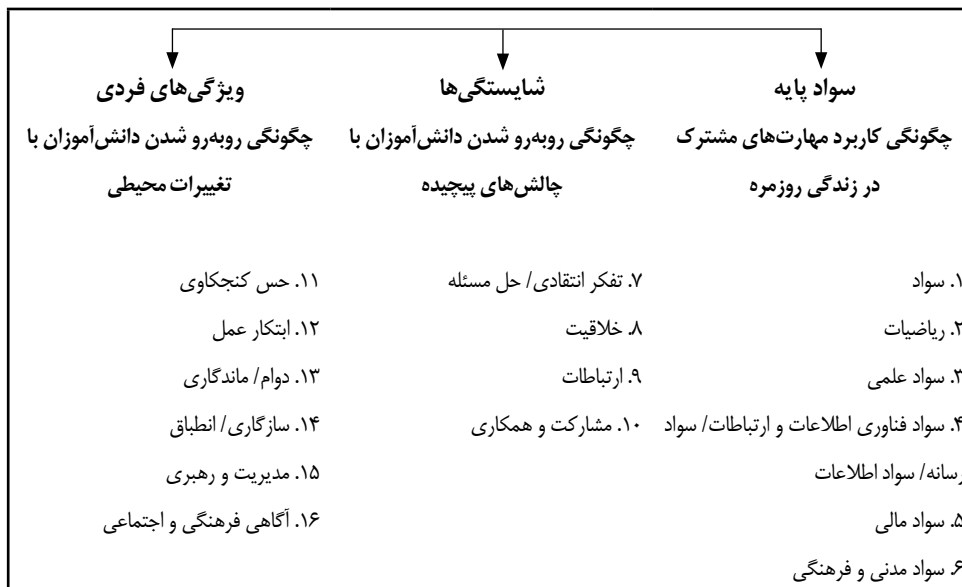 سواد پایه
چگونگی کاربرد مهارت‌های مشترک
در زندگی روزمره
۱. سواد
۲. ریاضیات
۳. سواد علمی
۴. سواد فناوری اطلاعات و ارتباطات/ سواد
رسانه/ سواد اطلاعات
۵. سواد مالی
۶. سواد مدنی و فرهنگی
شایستگی‌ها
چگونگی روبه‌رو شدن دانش‌آموزان با
چالش‌های پیچیده
۷. تفکر انتقادی/ حل مسئله
۸. خلاقیت
۹. ارتباطات
۱۰. مشارکت و همکاری
ویژگی‌های فردی
چگونگی روبه‌رو شدن دانش‌آموزان با
تغییرات محیطی
۱۱. حس کنجکاوی
۱۲. ابتکار عمل
۱۳. دوام/ ماندگاری
۱۴. سازگاری/ انطباق
۱۵. مدیریت و رهبری
۱۶. آگاهی فرهنگی و اجتماعی